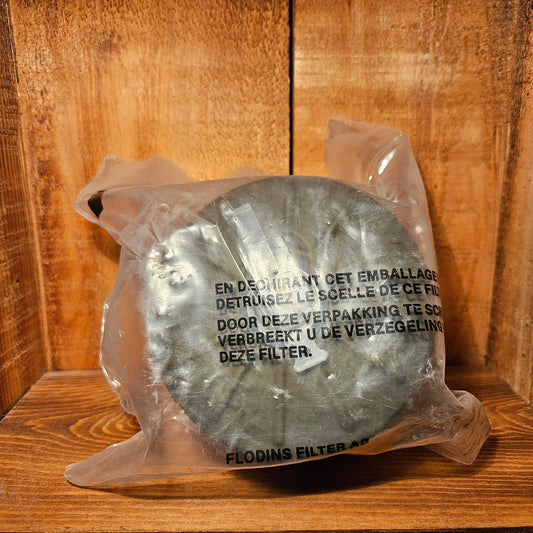 EN DECHIRANT CET EMBALLAGE
DETRUISEZ LE SCELLE DE CE FIL
DOOR DEZE VERPAKKING TE SC
VERBREEKT U DE VERZEGELING
DEZE FILTER.
FLODINS FILTER AB